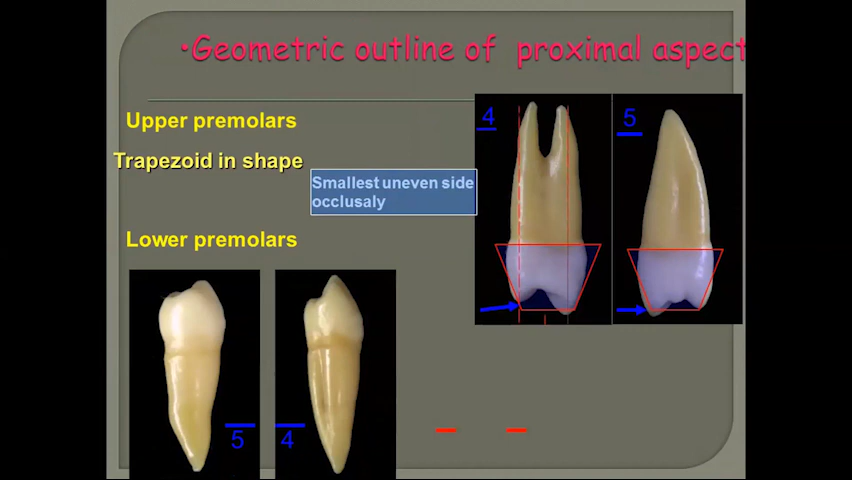 •Geometric outline of proximal aspect
Upper premolars
Trapezoid in shape
Smallest uneven side
occlusaly
Lower premolars
4
5
5
4